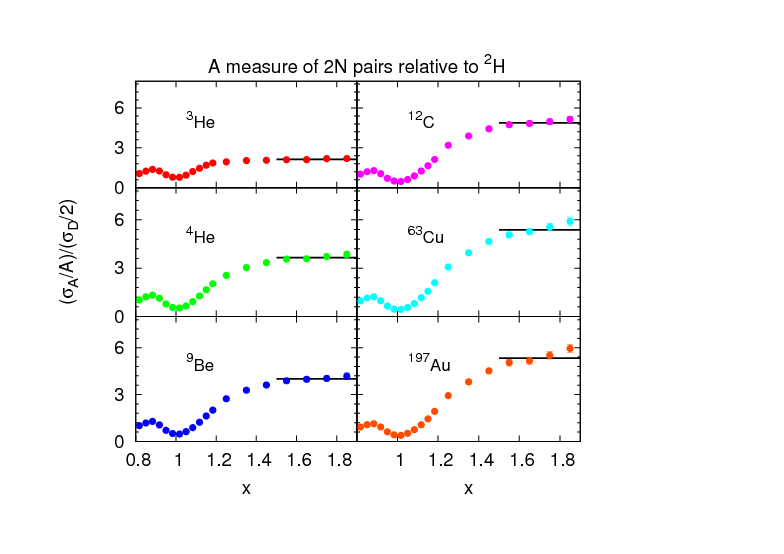 A measure of 2N pairs relative to ²H
(σ_A/A)/(σ_D/2)
6
3
0
³He
¹²C
6
3
0
⁴He
⁶³Cu
6
3
0
⁹Be
¹⁹⁷Au
0.8 1 1.2 1.4 1.6 1.8 1 1.2 1.4 1.6 1.8
x x